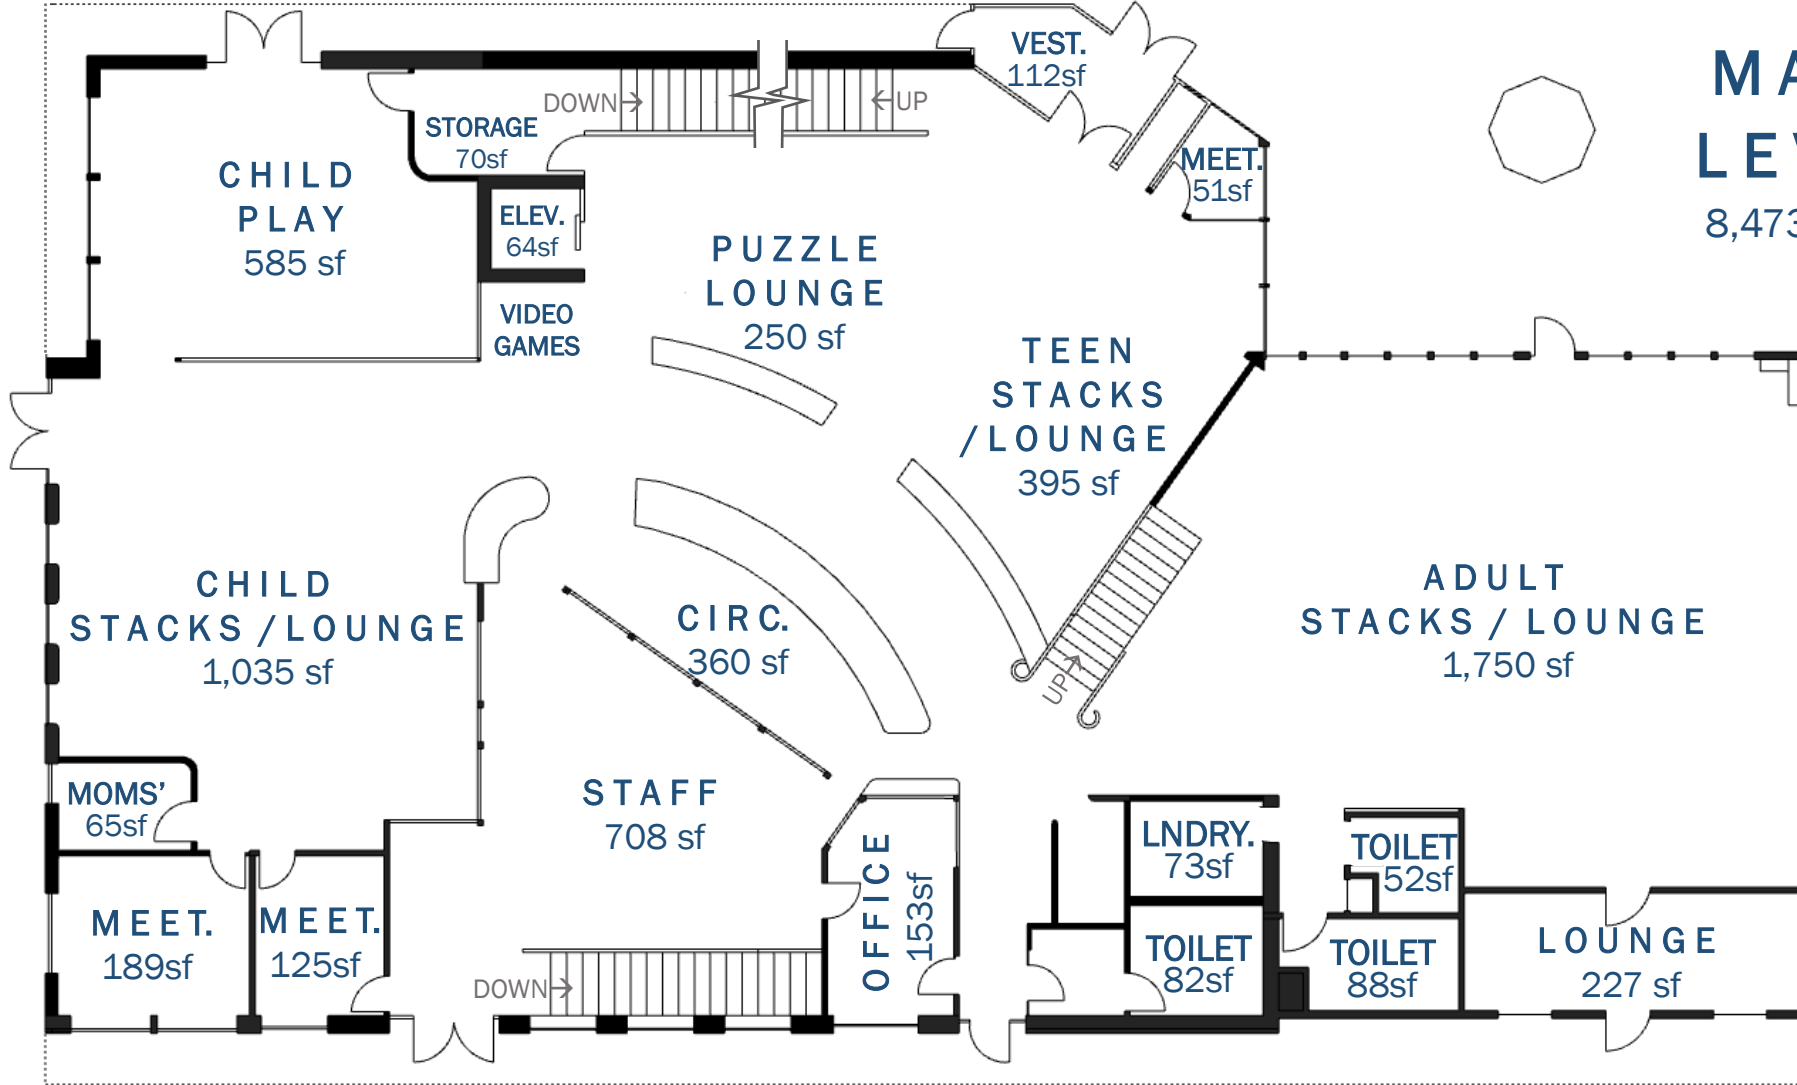 VEST.
112sf
MA
LEV
8,473
DOWN
UP
STORAGE
70sf
MEET.
51sf
CHILD
PLAY
585 sf
ELEV.
64sf
PUZZLE
LOUNGE
250 sf
VIDEO
GAMES
TEEN
STACKS
/LOUNGE
395 sf
CHILD
STACKS /LOUNGE
1,035 sf
CIRC.
360 sf
ADULT
STACKS / LOUNGE
1,750 sf
UP
MOMS'
65sf
STAFF
708 sf
OFFICE
153sf
LNDRY.
73sf
TOILET
52sf
MEET.
189sf
MEET.
125sf
DOWN
TOILET
82sf
TOILET
88sf
LOUNGE
227 sf